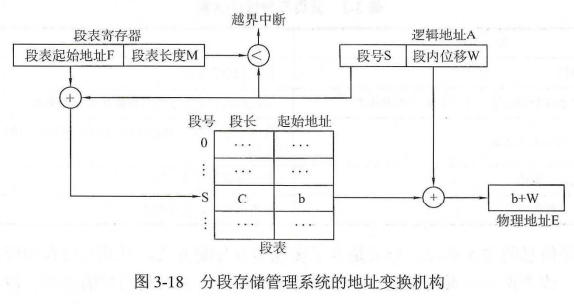 越界中断
段表寄存器
逻辑地址A
段表起始地址F 段表长度M
<
段号S 段内位移W
+
段号 段长 起始地址
0 ··· ···
⋮ ··· ···
S C b
+
b+W
⋮ ··· ···
物理地址E
段表
图 3-18 分段存储管理系统的地址变换机构